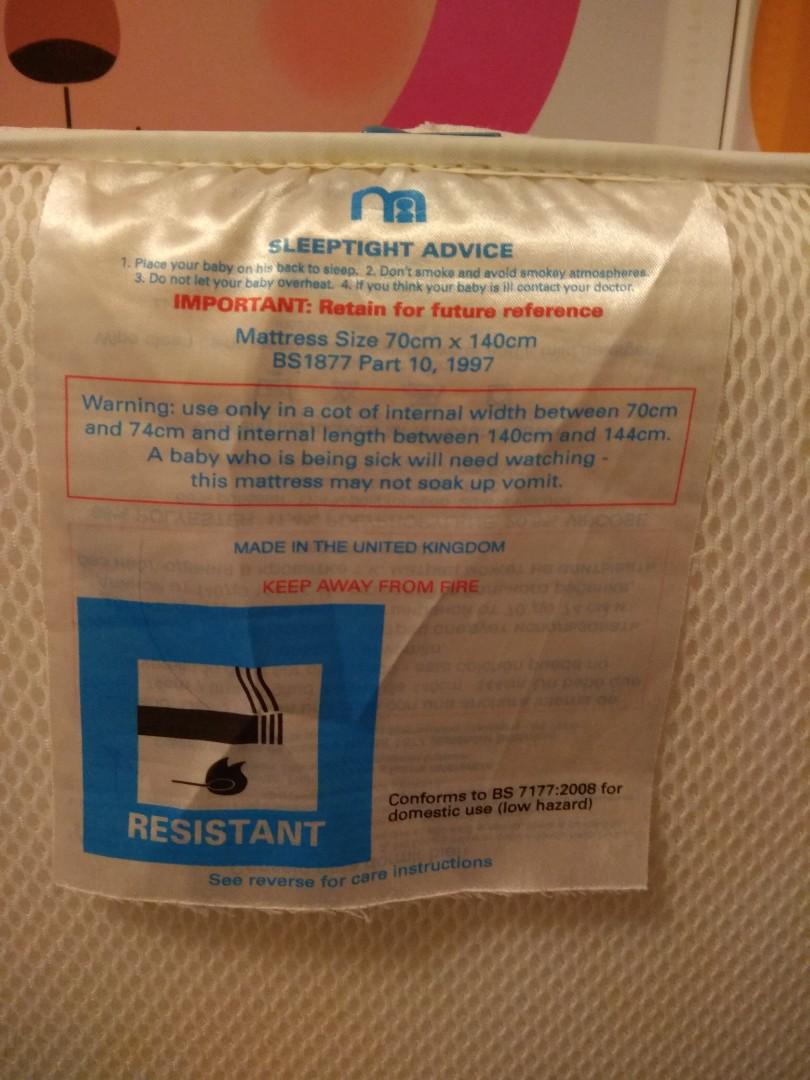 SLEEPTIGHT ADVICE
1. Place your baby on his back to sleep. 2. Don't smoke and avoid smokey atmospheres.
3. Do not let your baby overheat. 4. If you think your baby is ill contact your doctor.
IMPORTANT: Retain for future reference
Mattress Size 70cm x 140cm
BS1877 Part 10, 1997
Warning: use only in a cot of internal width between 70cm
and 74cm and internal length between 140cm and 144cm.
A baby who is being sick will need watching -
this mattress may not soak up vomit.
MADE IN THE UNITED KINGDOM
KEEP AWAY FROM FIRE
RESISTANT
Conforms to BS 7177:2008 for
domestic use (low hazard)
See reverse for care instructions